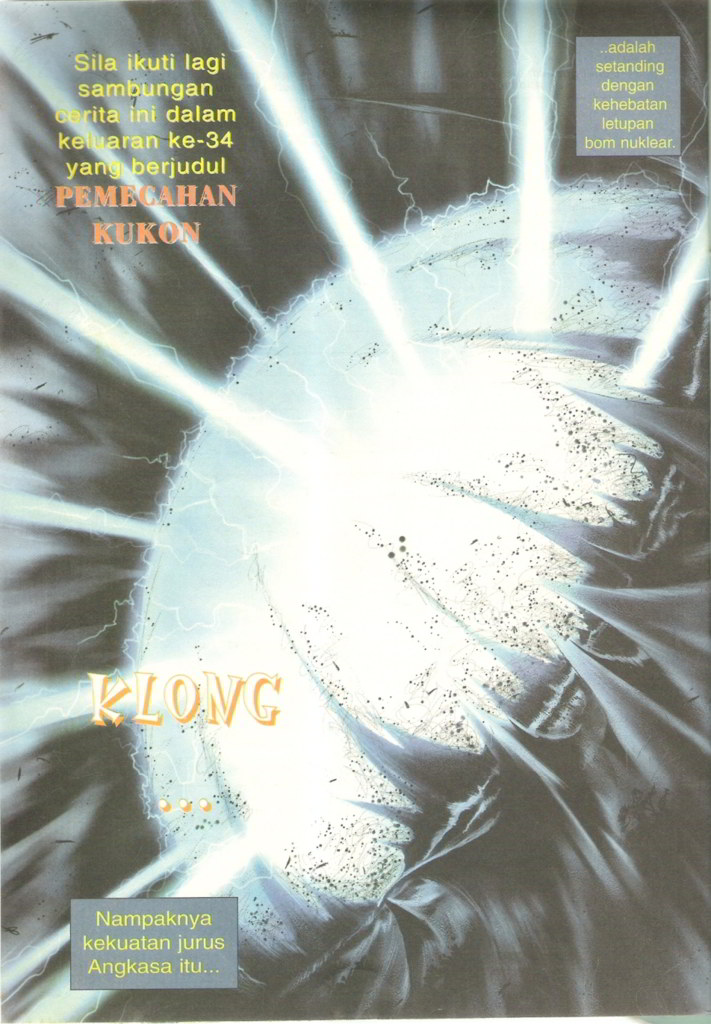 Sila ikuti lagi
sambungan
cerita ini dalam
keluaran ke-34
yang berjudul
PEMECAHAN
KUKON
..adalah
setanding
dengan
kehebatan
letupan
bom nuklear.
KLONG
...
Nampaknya
kekuatan jurus
Angkasa itu...